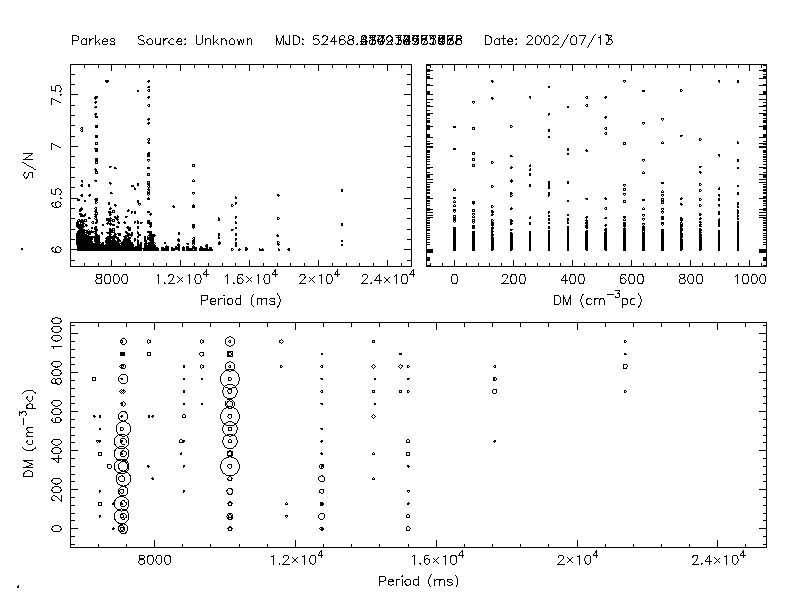 Parkes Source: Unknown MJD: Date: 2002/07/
7.5
7
6.5
6
S/N
8000 1.2×10⁴ 1.6×10⁴ 2×10⁴ 2.4×10⁴
Period (ms)
0 200 400 600 800 1000
DM (cm⁻³pc)
1000
800
600
400
200
0
DM (cm⁻³pc)
8000 1.2×10⁴ 1.6×10⁴ 2×10⁴ 2.4×10⁴
Period (ms)